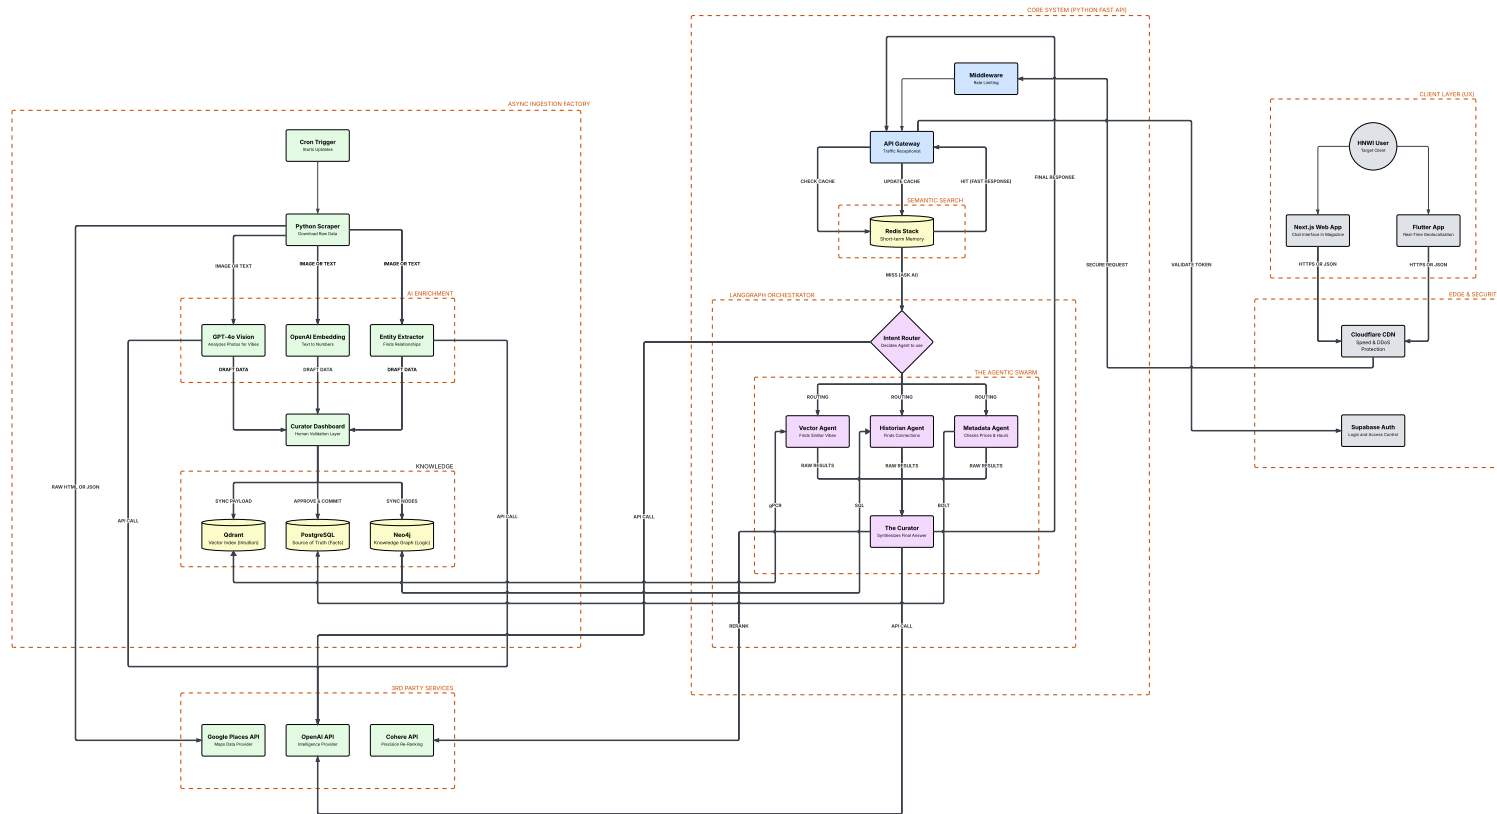 CORE SYSTEM (PYTHON FAST API)
Middleware
Rate Limiting
ASYNC INGESTION FACTORY
CLIENT LAYER (UX)
Cron Trigger
Starts Updates
API Gateway
Traffic Receptionist
HNWI User
Target Client
CHECK CACHE
UPDATE CACHE
HIT (FAST RESPONSE)
FINAL RESPONSE
SEMANTIC SEARCH
Python Scraper
Download Raw Data
Redis Stack
Short-term Memory
Next.js Web App
Chat Interface in Magazine
Flutter App
Real-Time Geolocalization
IMAGE OR TEXT
IMAGE OR TEXT
IMAGE OR TEXT
MISS (ASK AI)
SECURE REQUEST
VALIDATE TOKEN
HTTPS OR JSON
HTTPS OR JSON
AI ENRICHMENT
LANGGRAPH ORCHESTRATOR
EDGE & SECURIT
GPT-4o Vision
Analyzes Photos for Vibes
OpenAI Embedding
Text to Numbers
Entity Extractor
Finds Relationships
Intent Router
Decides Agent to use
Cloudflare CDN
Speed & DDoS
Protection
DRAFT DATA
DRAFT DATA
DRAFT DATA
THE AGENTIC SWARM
ROUTING
ROUTING
ROUTING
Curator Dashboard
Human Validation Layer
Vector Agent
Finds Similar Vibes
Historian Agent
Finds Connections
Metadata Agent
Checks Prices & Hours
Supabase Auth
Login and Access Control
KNOWLEDGE
RAW RESULTS
RAW RESULTS
RAW RESULTS
RAW HTML OR JSON
SYNC PAYLOAD
APPROVE & COMMIT
SYNC NODES
gPCR
SQL
BOLT
API CALL
API CALL
API CALL
Qdrant
Vector Index (Intuition)
PostgreSQL
Source of Truth (Facts)
Neo4j
Knowledge Graph (Logic)
The Curator
Synthesizes Final Answer
RERANK
API CALL
3RD PARTY SERVICES
Google Places API
Maps Data Provider
OpenAI API
Intelligence Provider
Cohere API
Precision Re-Ranking